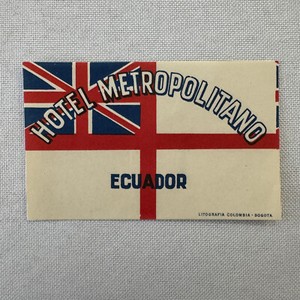 HOTEL METROPOLITANO
ECUADOR
LITOGRAFIA COLOMBIA - BOGOTA